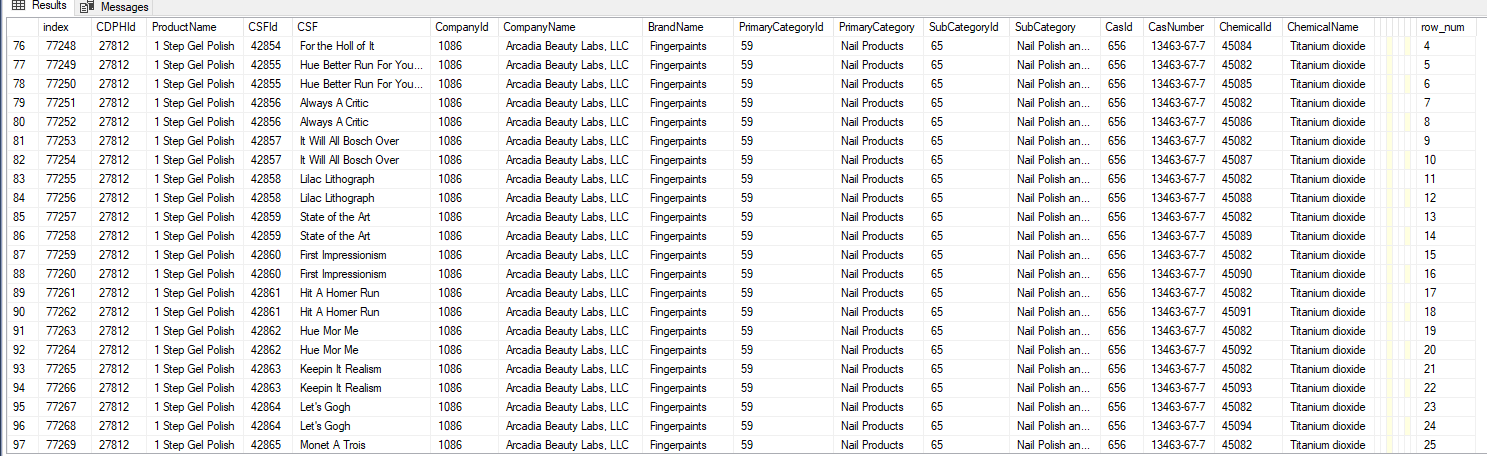 Results Messages
index CDPHId ProductName CSFId CSF CompanyId CompanyName BrandName PrimaryCategoryId PrimaryCategory SubCategoryId SubCategory CasId CasNumber ChemicalId ChemicalName row_num
76 77248 27812 1 Step Gel Polish 42854 For the Holl of It 1086 Arcadia Beauty Labs, LLC Fingerpaints 59 Nail Products 65 Nail Polish an... 656 13463-67-7 45084 Titanium dioxide 4
77 77249 27812 1 Step Gel Polish 42855 Hue Better Run For You... 1086 Arcadia Beauty Labs, LLC Fingerpaints 59 Nail Products 65 Nail Polish an... 656 13463-67-7 45082 Titanium dioxide 5
78 77250 27812 1 Step Gel Polish 42855 Hue Better Run For You... 1086 Arcadia Beauty Labs, LLC Fingerpaints 59 Nail Products 65 Nail Polish an... 656 13463-67-7 45085 Titanium dioxide 6
79 77251 27812 1 Step Gel Polish 42856 Always A Critic 1086 Arcadia Beauty Labs, LLC Fingerpaints 59 Nail Products 65 Nail Polish an... 656 13463-67-7 45082 Titanium dioxide 7
80 77252 27812 1 Step Gel Polish 42856 Always A Critic 1086 Arcadia Beauty Labs, LLC Fingerpaints 59 Nail Products 65 Nail Polish an... 656 13463-67-7 45086 Titanium dioxide 8
81 77253 27812 1 Step Gel Polish 42857 It Will All Bosch Over 1086 Arcadia Beauty Labs, LLC Fingerpaints 59 Nail Products 65 Nail Polish an... 656 13463-67-7 45082 Titanium dioxide 9
82 77254 27812 1 Step Gel Polish 42857 It Will All Bosch Over 1086 Arcadia Beauty Labs, LLC Fingerpaints 59 Nail Products 65 Nail Polish an... 656 13463-67-7 45087 Titanium dioxide 10
83 77255 27812 1 Step Gel Polish 42858 Lilac Lithograph 1086 Arcadia Beauty Labs, LLC Fingerpaints 59 Nail Products 65 Nail Polish an... 656 13463-67-7 45082 Titanium dioxide 11
84 77256 27812 1 Step Gel Polish 42858 Lilac Lithograph 1086 Arcadia Beauty Labs, LLC Fingerpaints 59 Nail Products 65 Nail Polish an... 656 13463-67-7 45088 Titanium dioxide 12
85 77257 27812 1 Step Gel Polish 42859 State of the Art 1086 Arcadia Beauty Labs, LLC Fingerpaints 59 Nail Products 65 Nail Polish an... 656 13463-67-7 45082 Titanium dioxide 13
86 77258 27812 1 Step Gel Polish 42859 State of the Art 1086 Arcadia Beauty Labs, LLC Fingerpaints 59 Nail Products 65 Nail Polish an... 656 13463-67-7 45089 Titanium dioxide 14
87 77259 27812 1 Step Gel Polish 42860 First Impressionism 1086 Arcadia Beauty Labs, LLC Fingerpaints 59 Nail Products 65 Nail Polish an... 656 13463-67-7 45082 Titanium dioxide 15
88 77260 27812 1 Step Gel Polish 42860 First Impressionism 1086 Arcadia Beauty Labs, LLC Fingerpaints 59 Nail Products 65 Nail Polish an... 656 13463-67-7 45090 Titanium dioxide 16
89 77261 27812 1 Step Gel Polish 42861 Hit A Homer Run 1086 Arcadia Beauty Labs, LLC Fingerpaints 59 Nail Products 65 Nail Polish an... 656 13463-67-7 45082 Titanium dioxide 17
90 77262 27812 1 Step Gel Polish 42861 Hit A Homer Run 1086 Arcadia Beauty Labs, LLC Fingerpaints 59 Nail Products 65 Nail Polish an... 656 13463-67-7 45091 Titanium dioxide 18
91 77263 27812 1 Step Gel Polish 42862 Hue Mor Me 1086 Arcadia Beauty Labs, LLC Fingerpaints 59 Nail Products 65 Nail Polish an... 656 13463-67-7 45082 Titanium dioxide 19
92 77264 27812 1 Step Gel Polish 42862 Hue Mor Me 1086 Arcadia Beauty Labs, LLC Fingerpaints 59 Nail Products 65 Nail Polish an... 656 13463-67-7 45092 Titanium dioxide 20
93 77265 27812 1 Step Gel Polish 42863 Keepin It Realism 1086 Arcadia Beauty Labs, LLC Fingerpaints 59 Nail Products 65 Nail Polish an... 656 13463-67-7 45082 Titanium dioxide 21
94 77266 27812 1 Step Gel Polish 42863 Keepin It Realism 1086 Arcadia Beauty Labs, LLC Fingerpaints 59 Nail Products 65 Nail Polish an... 656 13463-67-7 45093 Titanium dioxide 22
95 77267 27812 1 Step Gel Polish 42864 Let's Gogh 1086 Arcadia Beauty Labs, LLC Fingerpaints 59 Nail Products 65 Nail Polish an... 656 13463-67-7 45082 Titanium dioxide 23
96 77268 27812 1 Step Gel Polish 42864 Let's Gogh 1086 Arcadia Beauty Labs, LLC Fingerpaints 59 Nail Products 65 Nail Polish an... 656 13463-67-7 45094 Titanium dioxide 24
97 77269 27812 1 Step Gel Polish 42865 Monet A Trois 1086 Arcadia Beauty Labs, LLC Fingerpaints 59 Nail Products 65 Nail Polish an... 656 13463-67-7 45082 Titanium dioxide 25